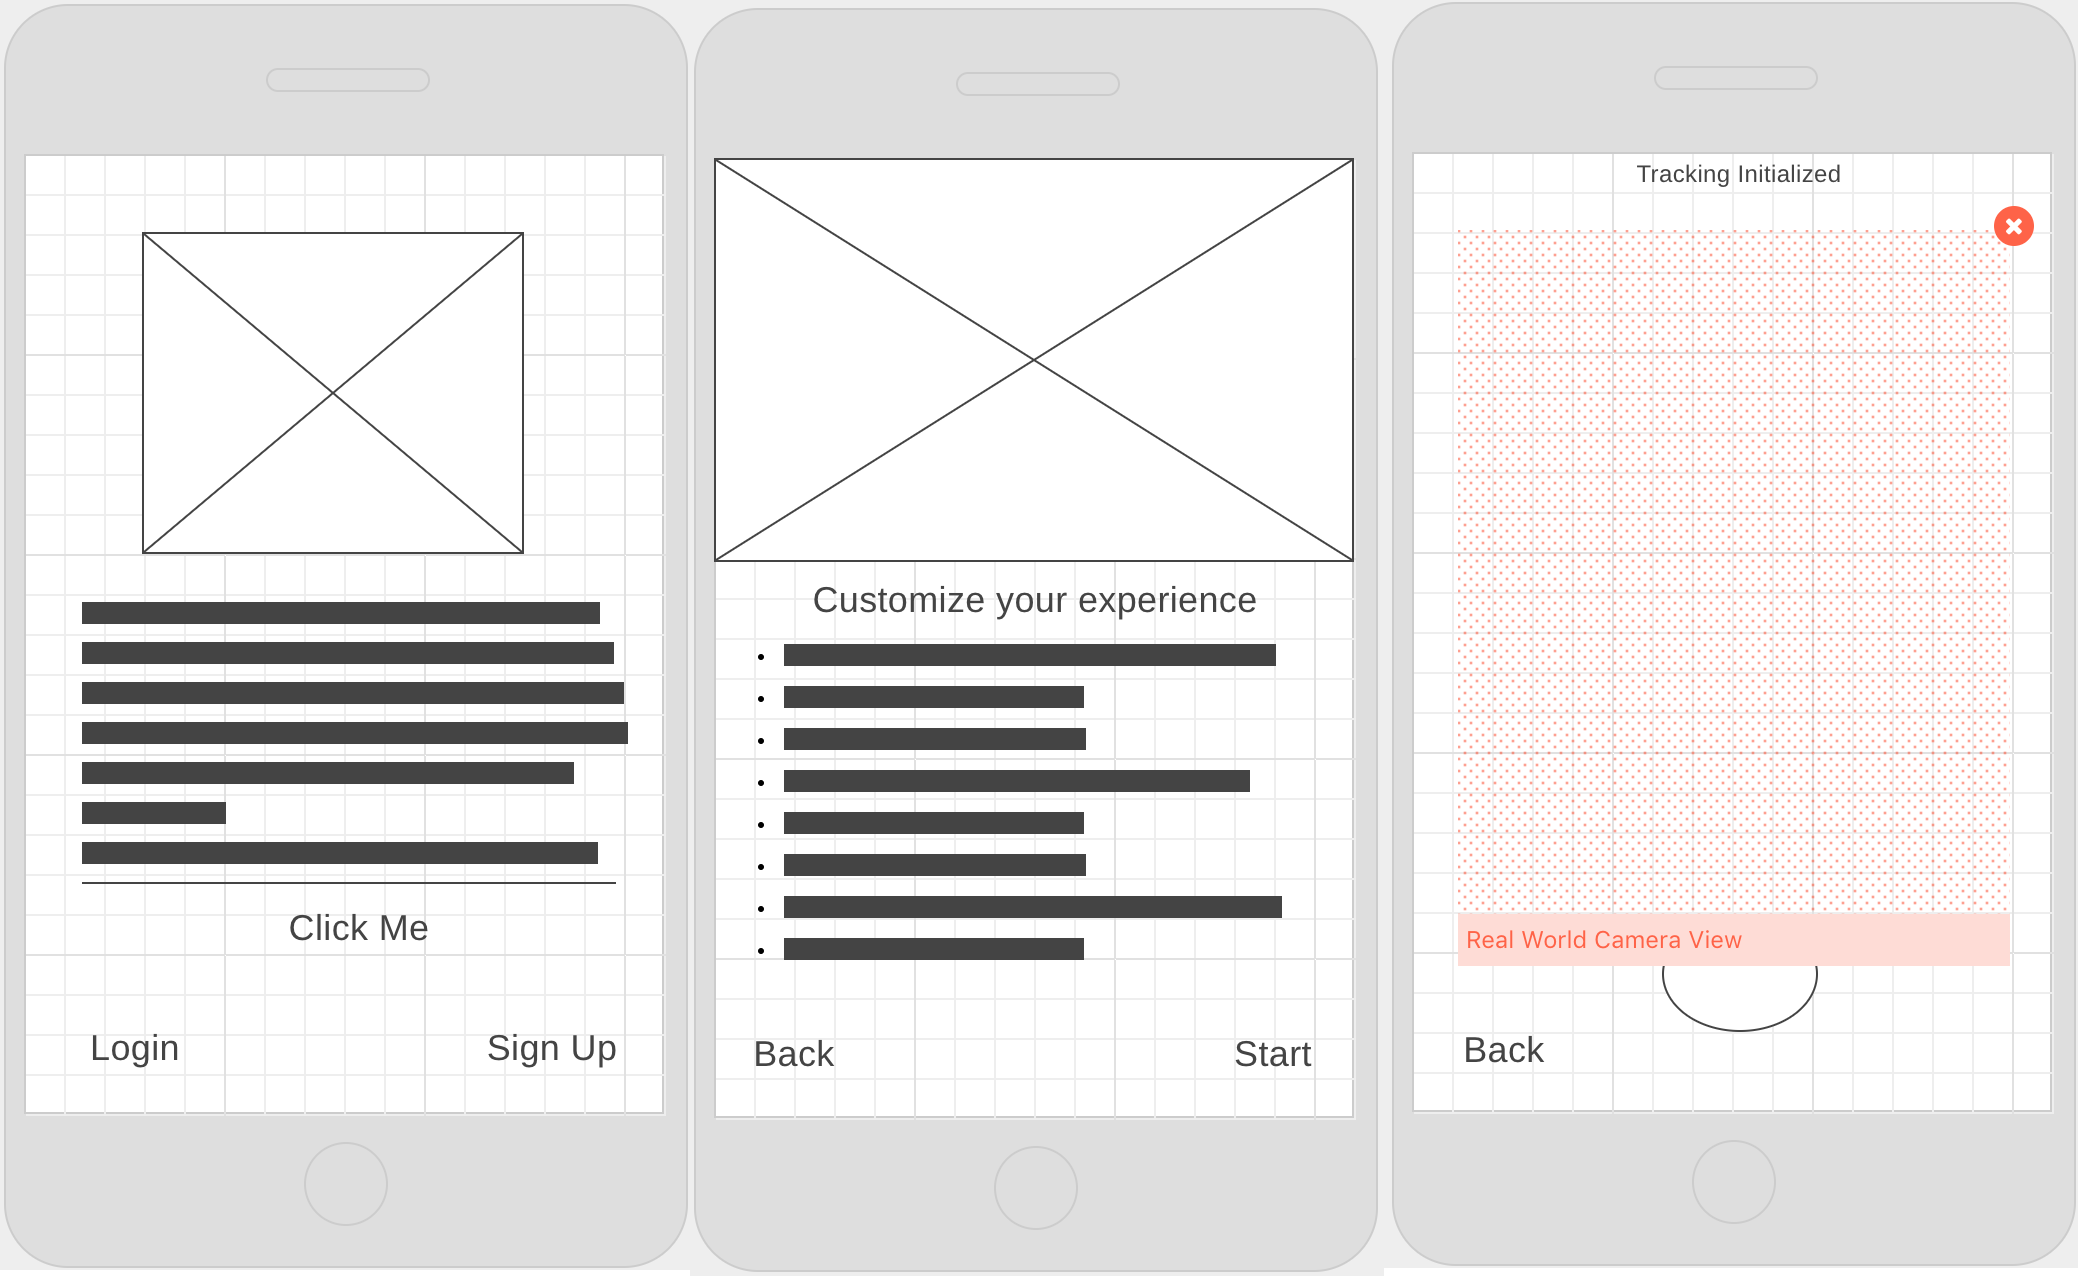 Click Me
Login
Sign Up
Customize your experience
Back
Start
Tracking Initialized
Real World Camera View
Back